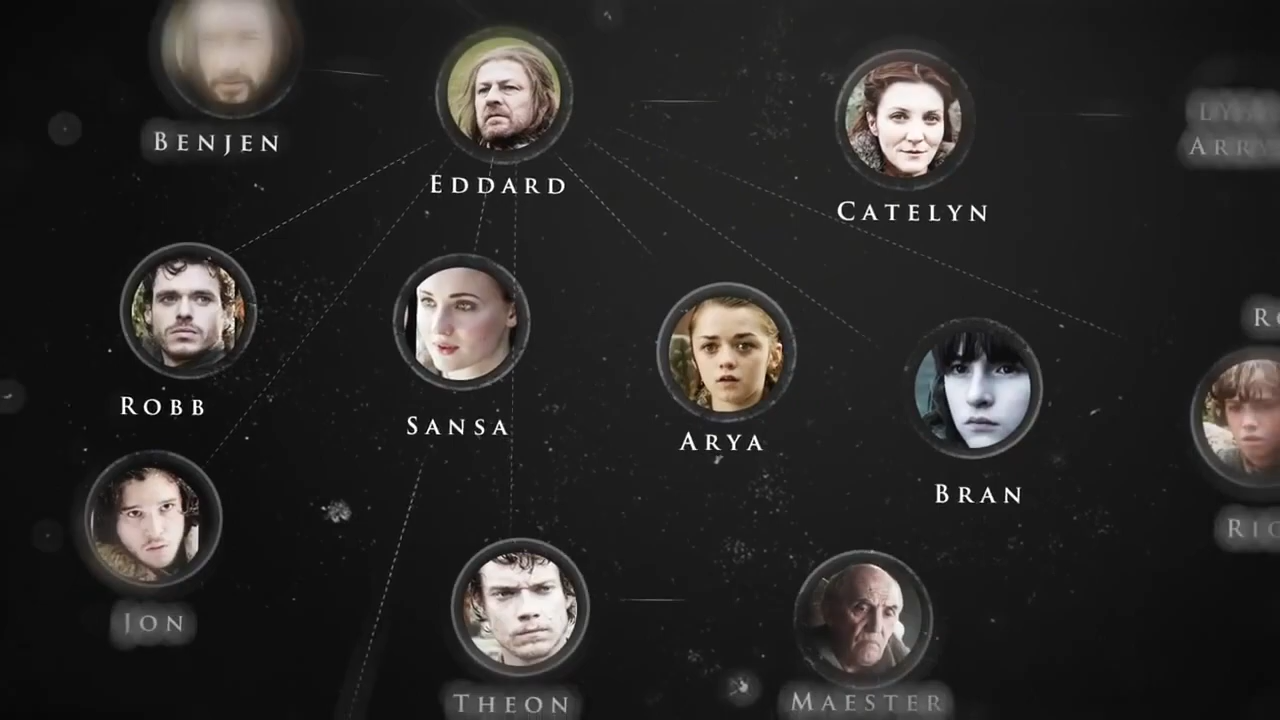 BENJEN
EDDARD
CATELYN
ROBB
SANSA
ARYA
BRAN
JON
THEON
MAESTER